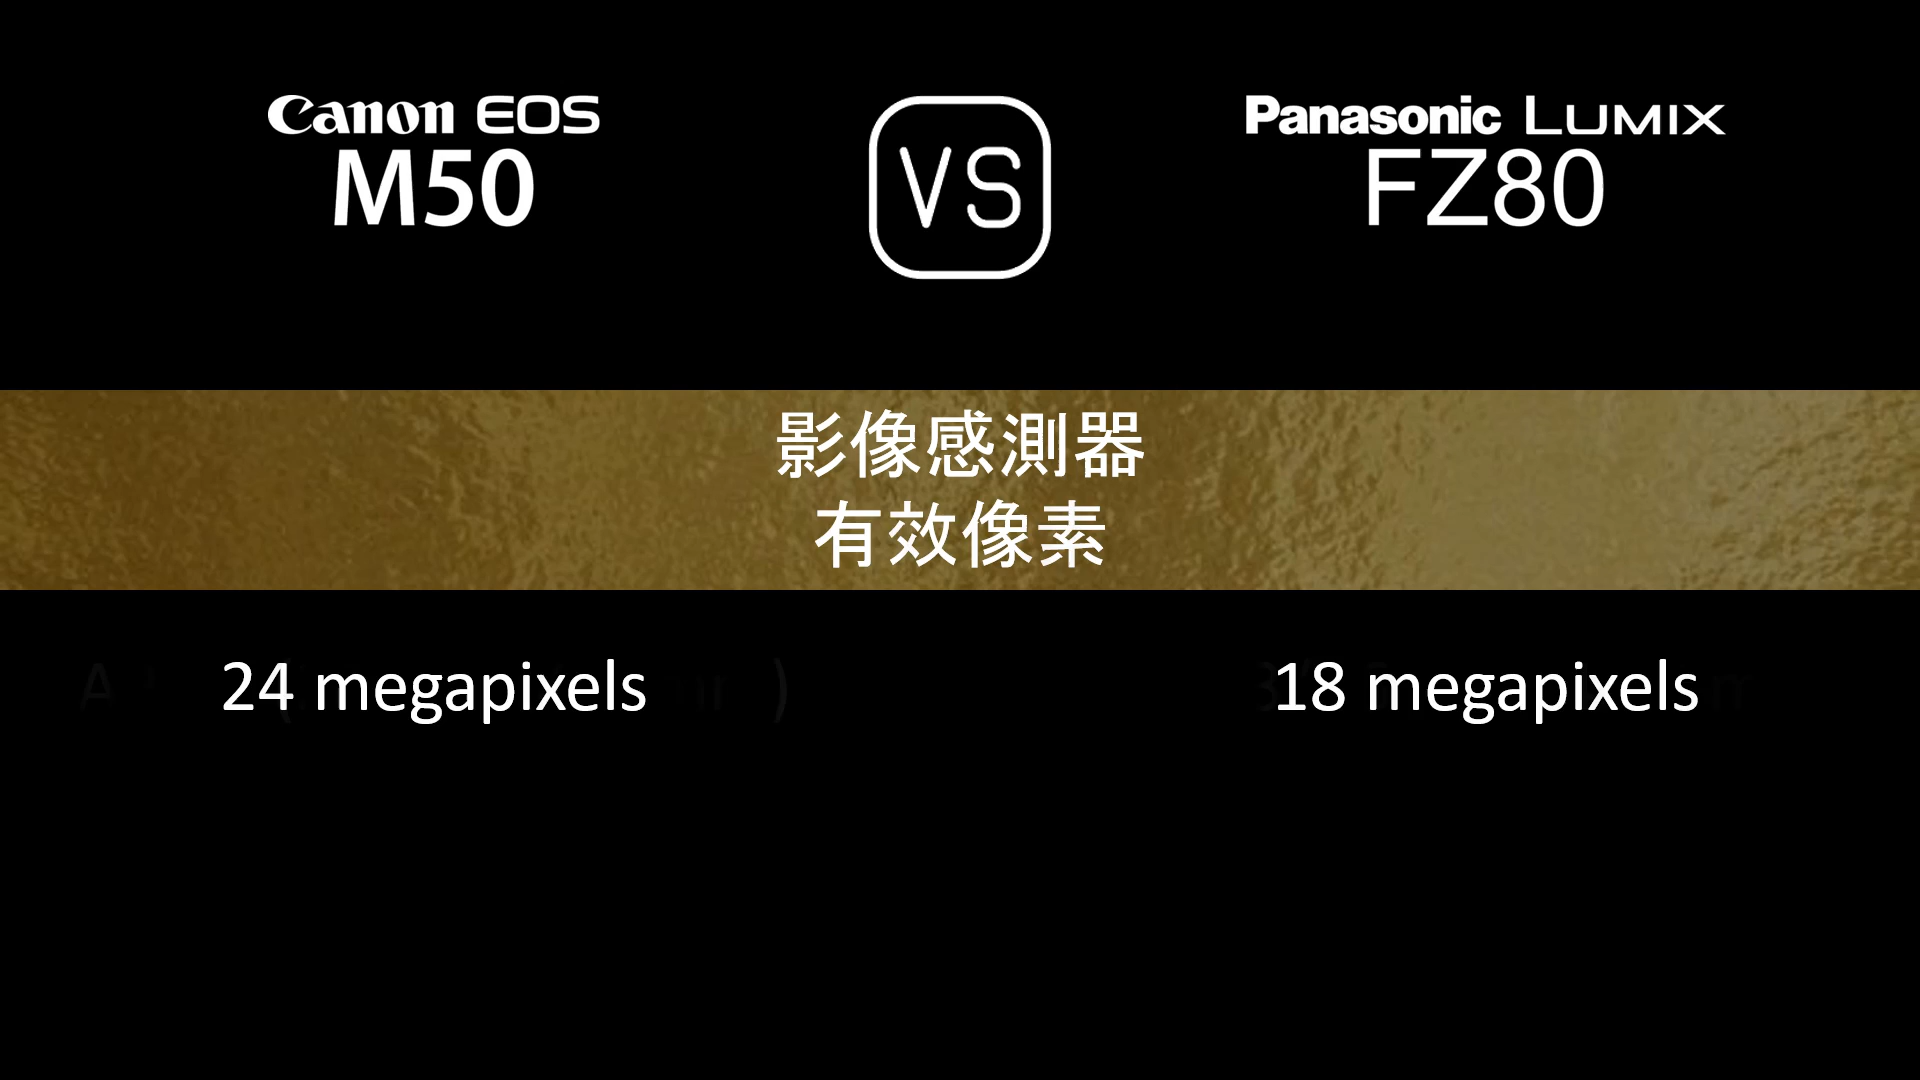 Canon EOS
M50
VS
Panasonic LUMIX
FZ80
影像感測器
有效像素
24 megapixels
18 megapixels